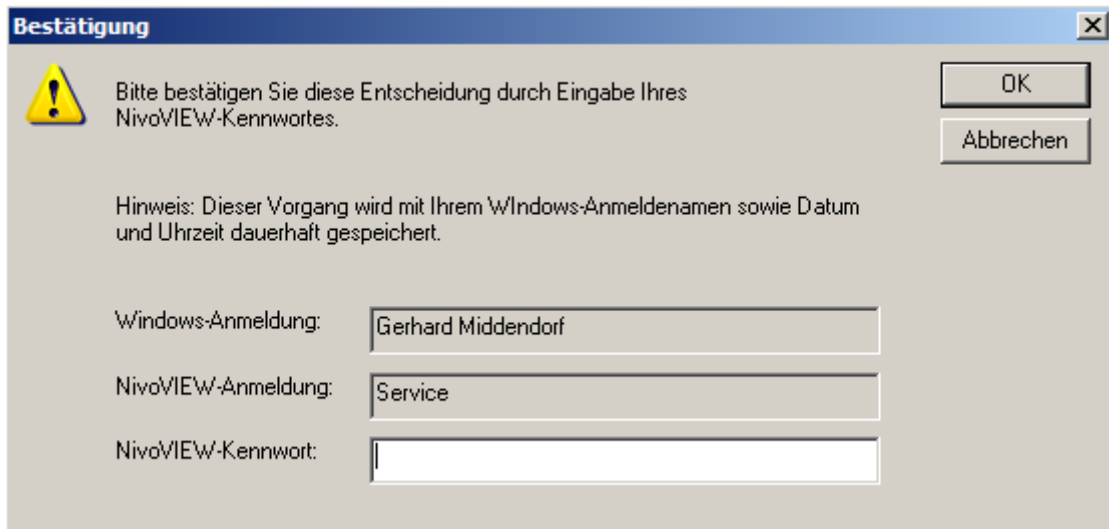 Bestätigung
Bitte bestätigen Sie diese Entscheidung durch Eingabe Ihres
NivoVIEW-Kennwortes.
OK
Abbrechen
Hinweis: Dieser Vorgang wird mit Ihrem WIndows-Anmeldenamen sowie Datum
und Uhrzeit dauerhaft gespeichert.
Windows-Anmeldung: Gerhard Middendorf
NivoVIEW-Anmeldung: Service
NivoVIEW-Kennwort: